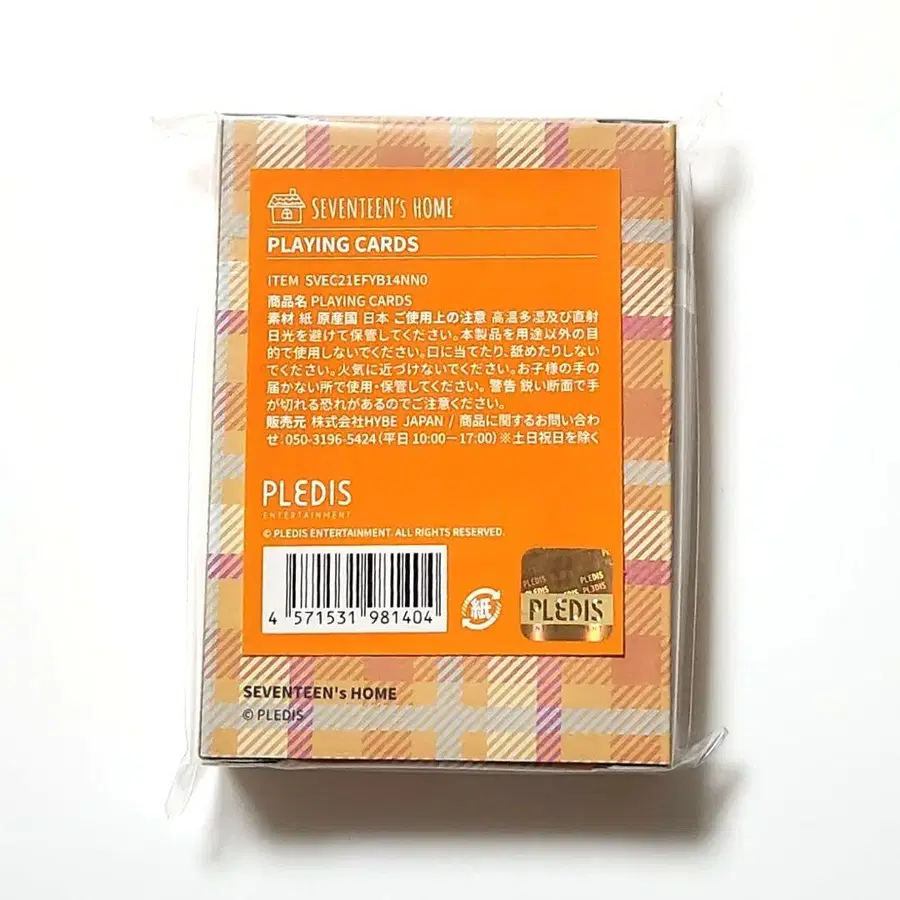 SEVENTEEN's HOME
PLAYING CARDS
ITEM SVEC21EFYB14NN0
商品名 PLAYING CARDS
素材 紙 原産国 日本 ご使用上の注意 高温多湿及び直射
日光を避けて保管してください。本製品を用途以外の目
的で使用しないでください。口に当てたり、舐めたりしない
でください。火気に近づけないでください。お子様の手の
届かない所で使用・保管してください。 警告 鋭い断面で手
が切れる恐れがあるのでご注意ください。
販売元 株式会社HYBE JAPAN / 商品に関するお問い合わ
せ. 050-3196-5424 (平日 10:00ー17:00) ※土日祝日を除く
PLEDIS
ENTERTAINMENT
© PLEDIS ENTERTAINMENT. ALL RIGHTS RESERVED.
4 571531 981404
紙
PLEDIS
PLEDIS
PLEDIS
PLEDIS
PLEDIS
ENTERTAINMENT
SEVENTEEN's HOME
© PLEDIS